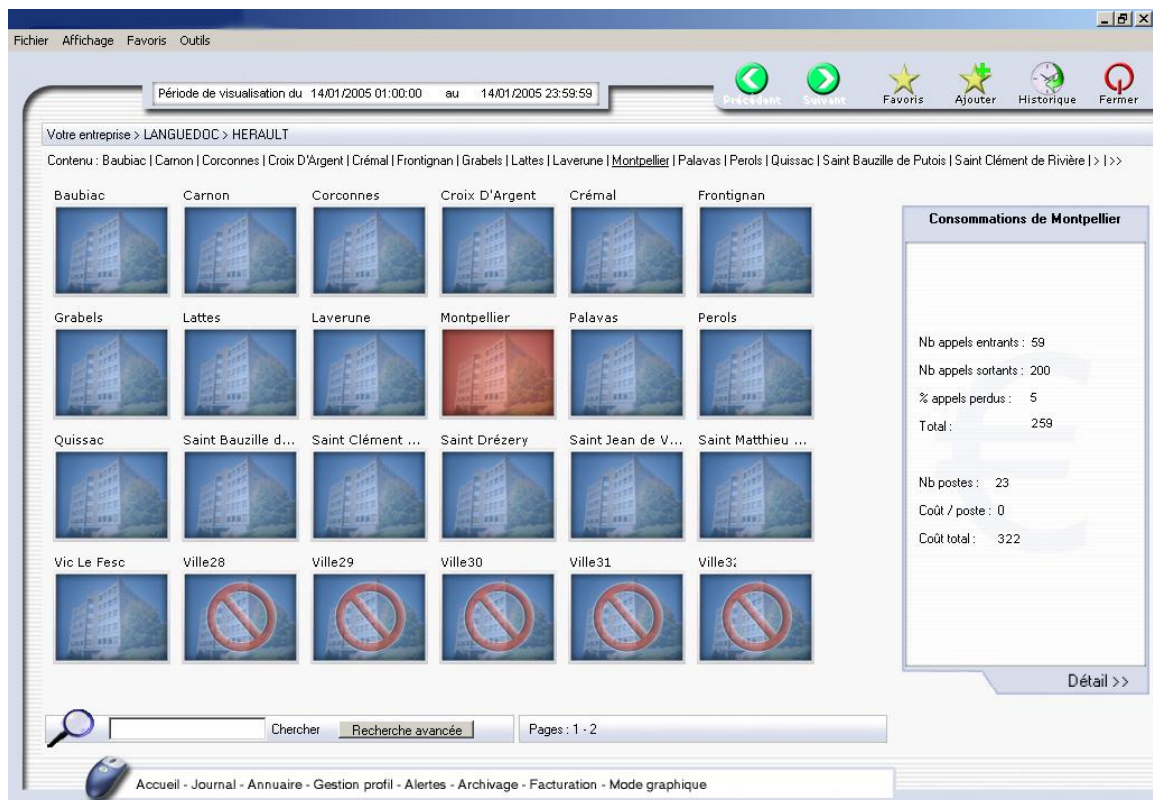 Fichier Affichage Favoris Outils
Période de visualisation du 14/01/2005 01:00:00 au 14/01/2005 23:59:59
Précédent Suivant Favoris Ajouter Historique Fermer
Votre entreprise > LANGUEDOC > HERAULT
Contenu : Baubiac | Carnon | Corconnes | Croix D'Argent | Crémal | Frontignan | Grabels | Lattes | Laverune | Montpellier | Palavas | Perols | Quissac | Saint Bauzille de Putois | Saint Clément de Rivière | > | >>
Baubiac Carnon Corconnes Croix D'Argent Crémal Frontignan
Grabels Lattes Laverune Montpellier Palavas Perols
Quissac Saint Bauzille d... Saint Clément ... Saint Drézery Saint Jean de V... Saint Matthieu ...
Vic Le Fesc Ville28 Ville29 Ville30 Ville31 Ville32
Consommations de Montpellier
Nb appels entrants : 59
Nb appels sortants : 200
% appels perdus : 5
Total : 259
Nb postes : 23
Coût / poste : 0
Coût total : 322
Détail >>
Chercher Recherche avancée Pages : 1 - 2
Accueil - Journal - Annuaire - Gestion profil - Alertes - Archivage - Facturation - Mode graphique